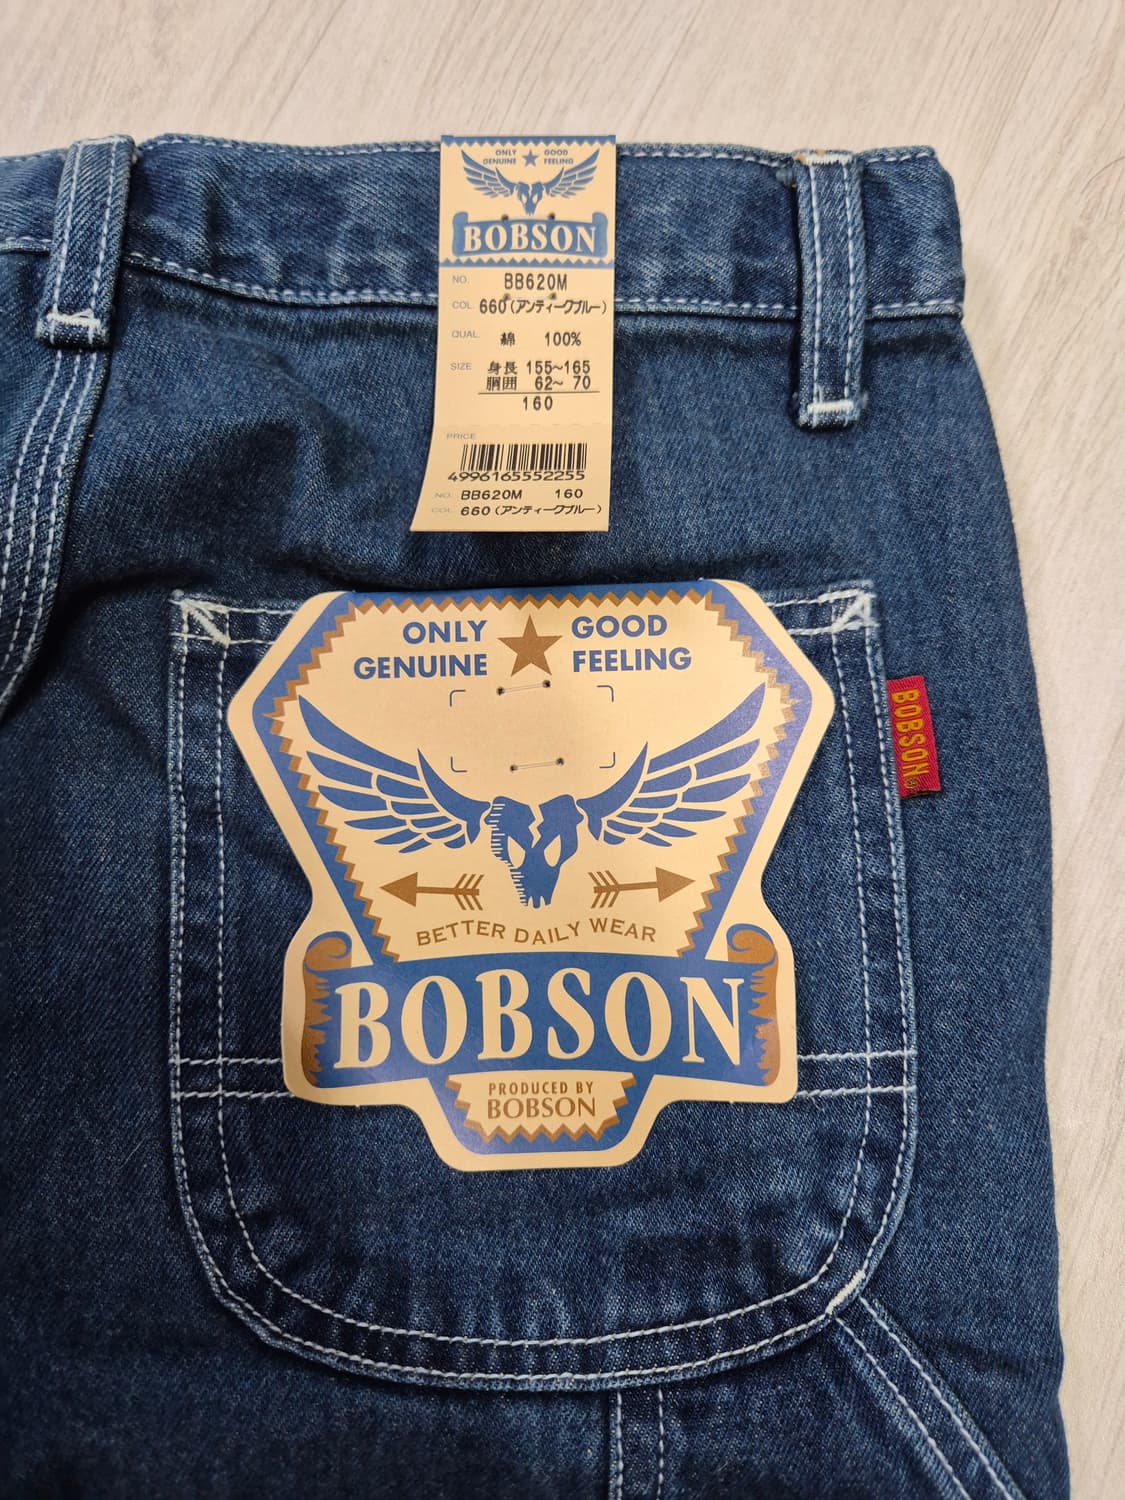 ONLY GENUINE ★ GOOD FEELING
BOBSON
NO. BB620M
COL. 660(アンティークブルー)
QUAL. 綿 100%
SIZE 身長 155~165
胴囲 62~ 70
160
PRICE
4996165552255
NO. BB620M 160
COL. 660(アンティークブルー)
ONLY ★ GOOD
GENUINE FEELING
BOBSON
BETTER DAILY WEAR
BOBSON
PRODUCED BY
BOBSON